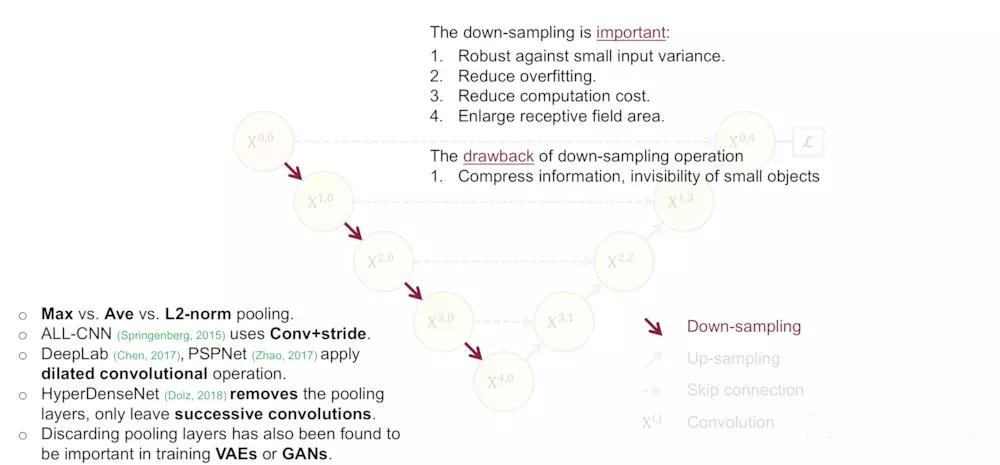 The down-sampling is important:
1. Robust against small input variance.
2. Reduce overfitting.
3. Reduce computation cost.
4. Enlarge receptive field area.
X^0,0
X^0,4
ℒ
The drawback of down-sampling operation
1. Compress information, invisibility of small objects
X^1,0
X^1,3
X^2,0
X^2,2
○ Max vs. Ave vs. L2-norm pooling.
○ ALL-CNN (Springenberg, 2015) uses Conv+stride.
○ DeepLab (Chen, 2017), PSPNet (Zhao, 2017) apply
dilated convolutional operation.
○ HyperDenseNet (Dolz, 2018) removes the pooling
layers, only leave successive convolutions.
○ Discarding pooling layers has also been found to
be important in training VAEs or GANs.
X^3,0
X^3,1
X^4,0
Down-sampling
Up-sampling
Skip connection
X^i,j Convolution